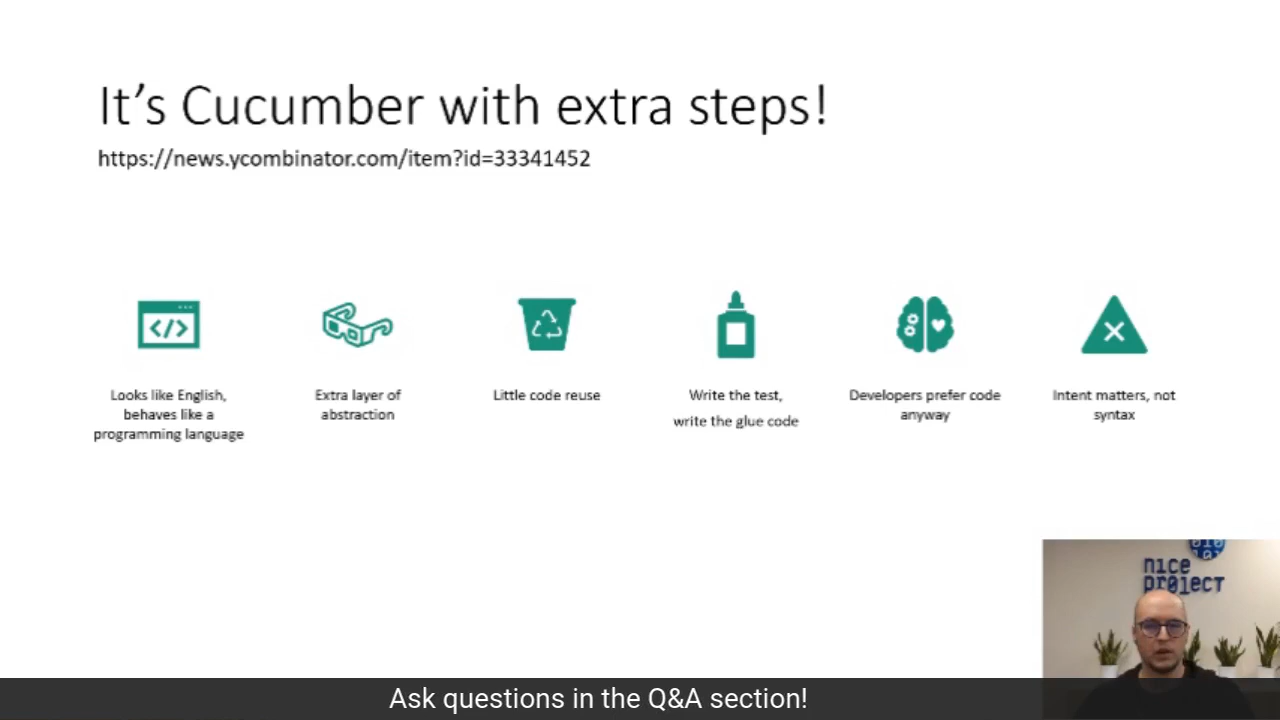 It's Cucumber with extra steps!
https://news.ycombinator.com/item?id=33341452
Looks like English,
behaves like a
programming language
Extra layer of
abstraction
Little code reuse
Write the test,
write the glue code
Developers prefer code
anyway
Intent matters, not
syntax
nice
pr0ject
Ask questions in the Q&A section!